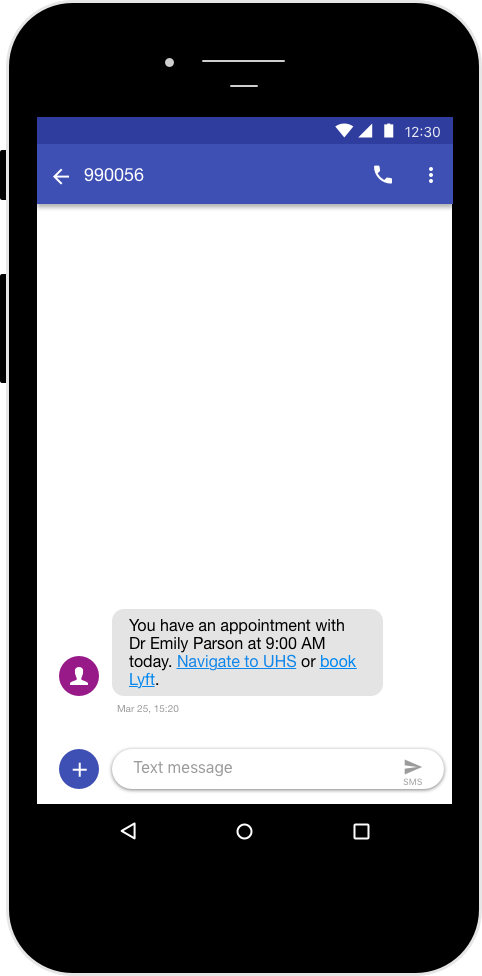 12:30
990056
You have an appointment with
Dr Emily Parson at 9:00 AM
today. Navigate to UHS or book
Lyft.
Mar 25, 15:20
Text message
SMS